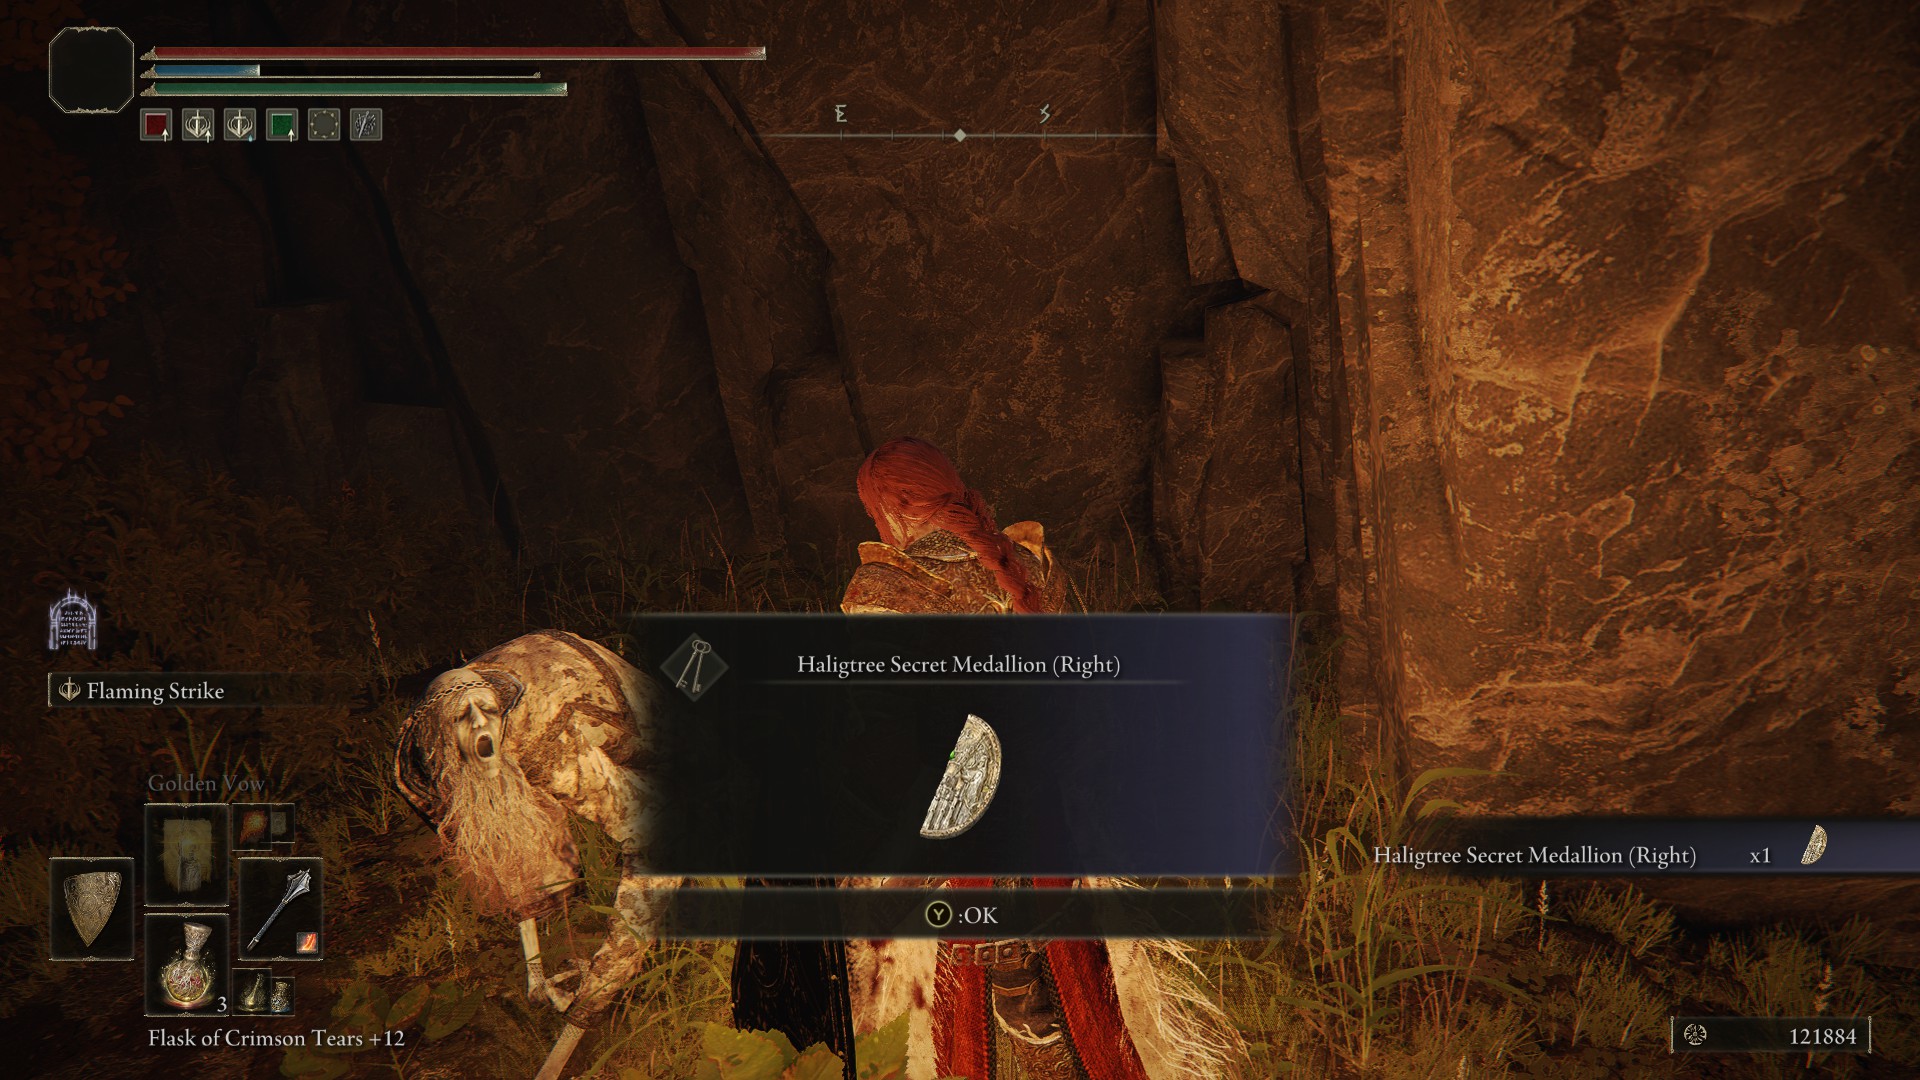 E S
Haligtree Secret Medallion (Right)
Flaming Strike
Golden Vow
Haligtree Secret Medallion (Right) x1
Y :OK
3
Flask of Crimson Tears +12
121884